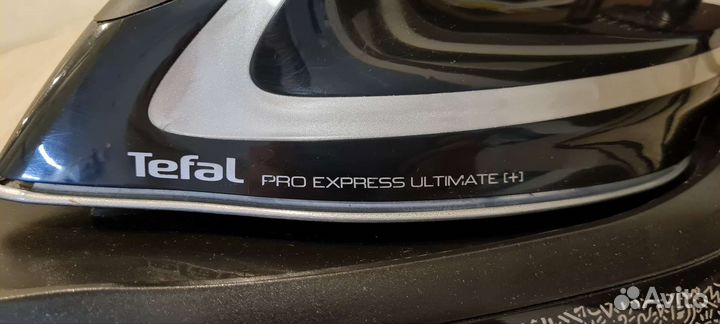 Tefal PRO EXPRESS ULTIMATE [+]
Avito